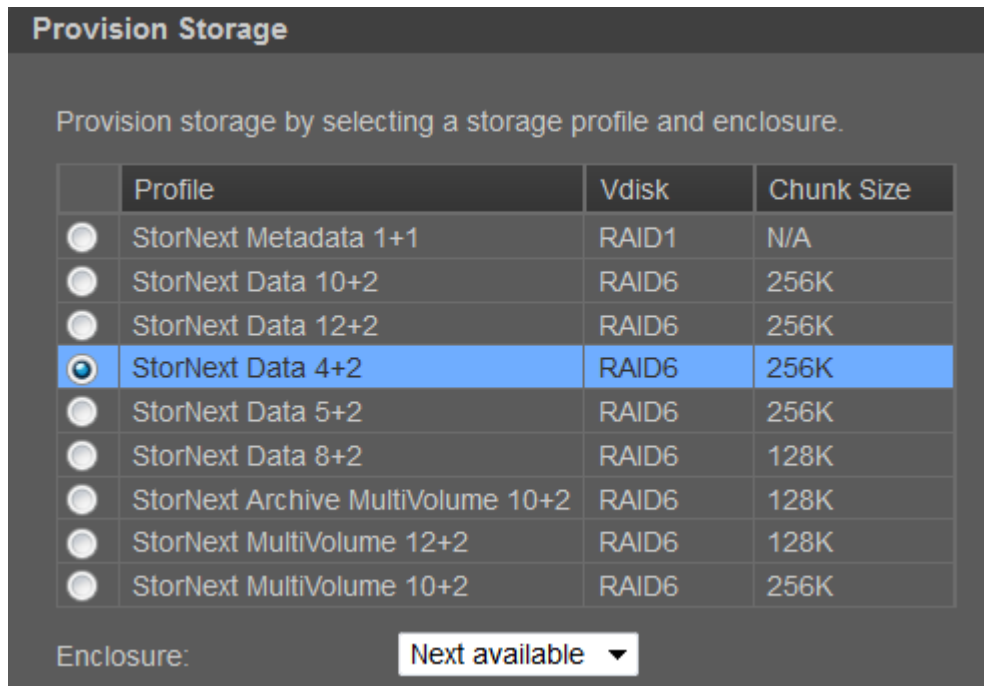 Provision Storage
Provision storage by selecting a storage profile and enclosure.
Profile Vdisk Chunk Size
StorNext Metadata 1+1 RAID1 N/A
StorNext Data 10+2 RAID6 256K
StorNext Data 12+2 RAID6 256K
StorNext Data 4+2 RAID6 256K
StorNext Data 5+2 RAID6 256K
StorNext Data 8+2 RAID6 128K
StorNext Archive MultiVolume 10+2 RAID6 128K
StorNext MultiVolume 12+2 RAID6 128K
StorNext MultiVolume 10+2 RAID6 256K
Enclosure: Next available